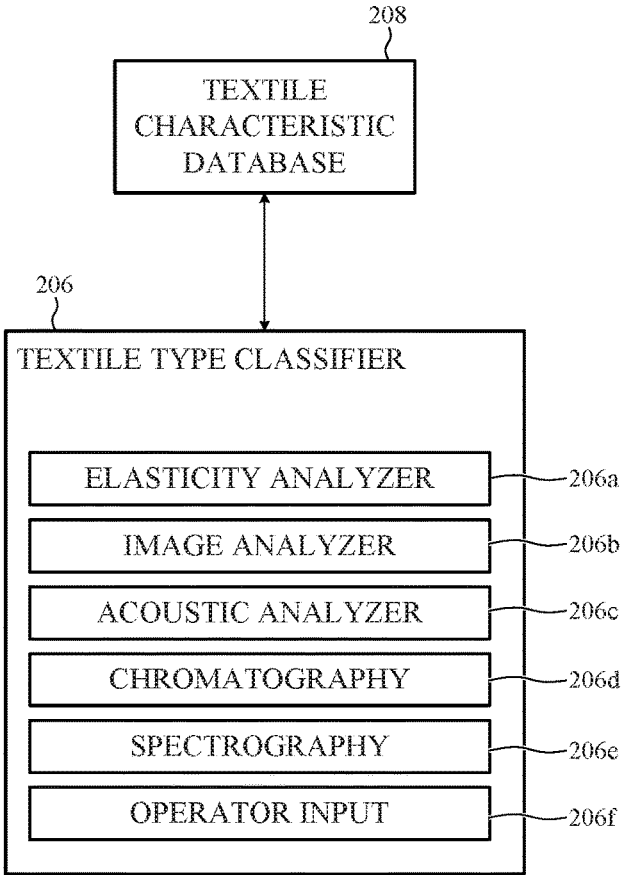 208
TEXTILE
CHARACTERISTIC
DATABASE
206
TEXTILE TYPE CLASSIFIER
ELASTICITY ANALYZER
206a
IMAGE ANALYZER
206b
ACOUSTIC ANALYZER
206c
CHROMATOGRAPHY
206d
SPECTROGRAPHY
206e
OPERATOR INPUT
206f